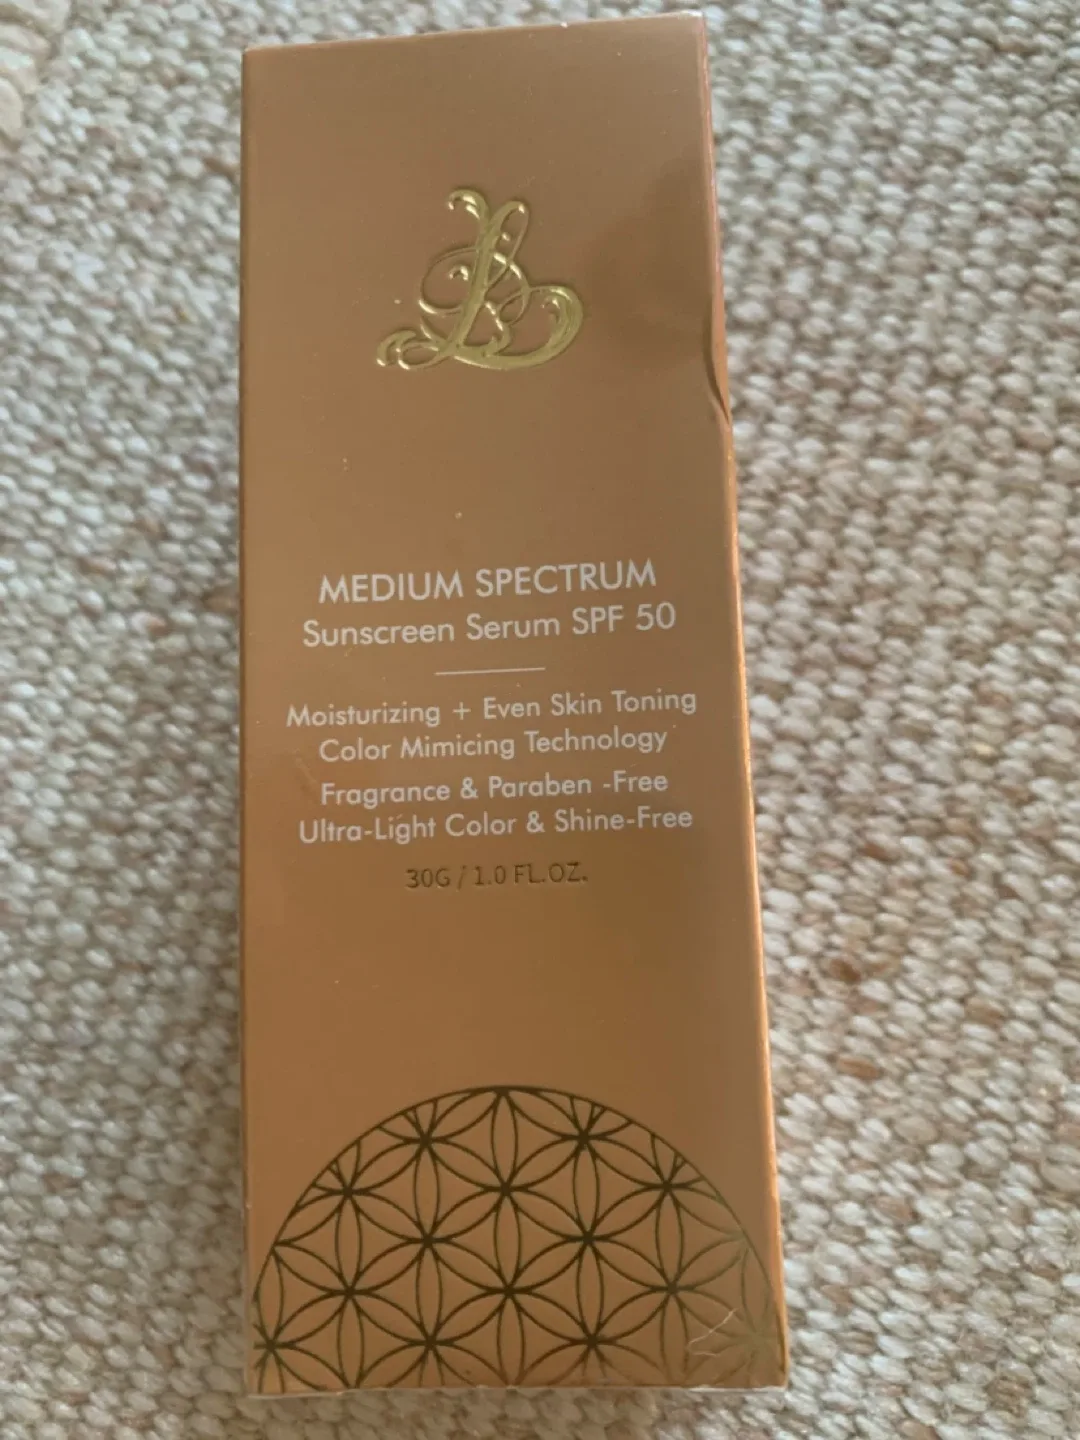 MEDIUM SPECTRUM
Sunscreen Serum SPF 50
Moisturizing + Even Skin Toning
Color Mimicing Technology
Fragrance & Paraben -Free
Ultra-Light Color & Shine-Free
30G / 1.0 FL.OZ.